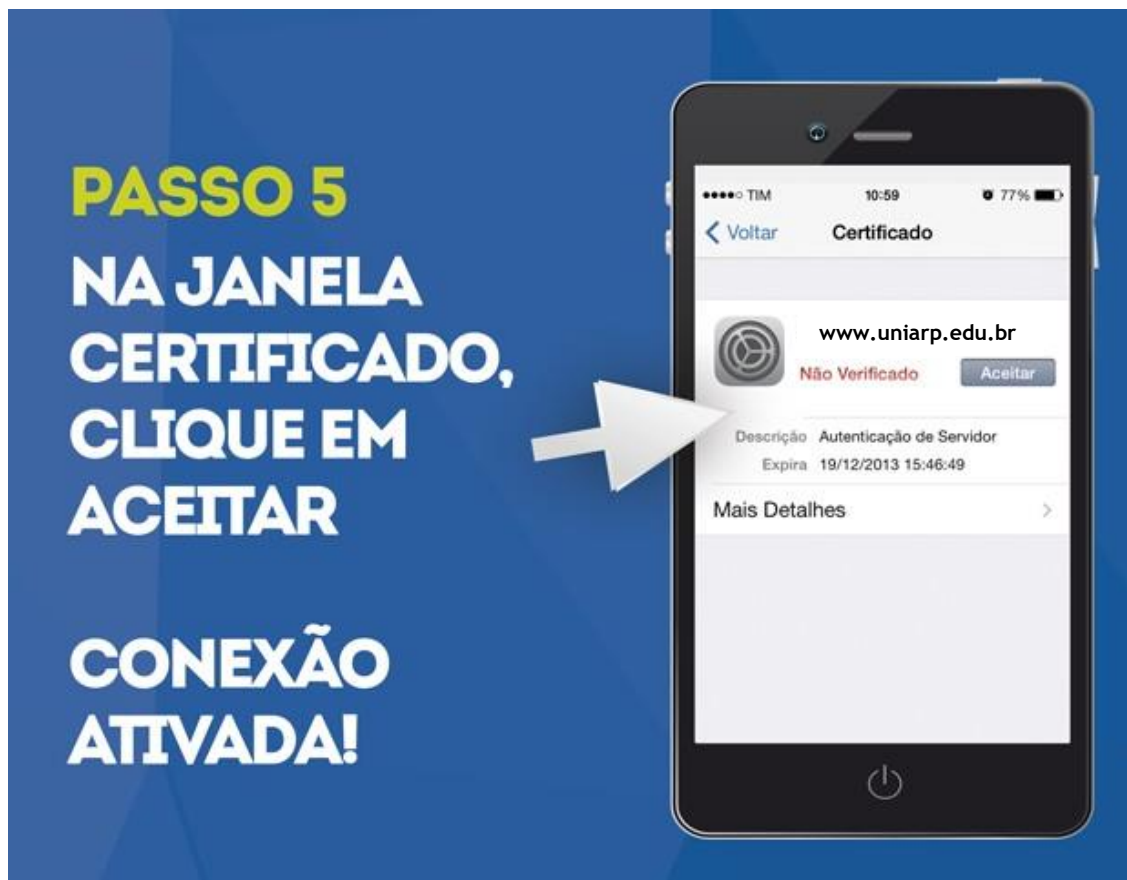 PASSO 5
NA JANELA
CERTIFICADO,
CLIQUE EM
ACEITAR
CONEXÃO
ATIVADA!
TIM 10:59 77%
Voltar Certificado
www.uniarp.edu.br
Não Verificado Aceitar
Descrição Autenticação de Servidor
Expira 19/12/2013 15:46:49
Mais Detalhes